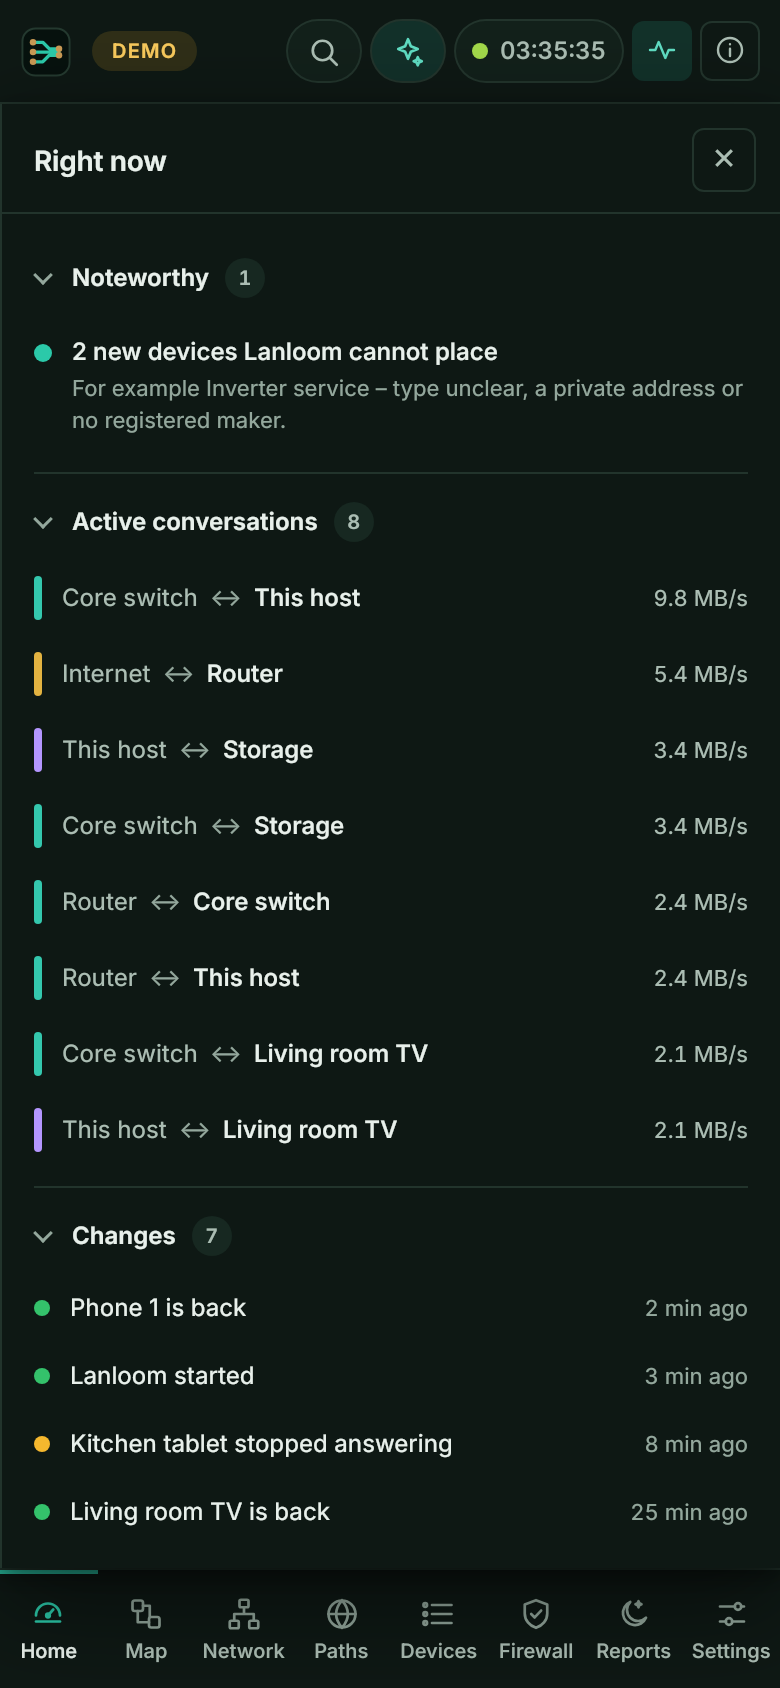 DEMO
03:35:35
Right now
Noteworthy 1
2 new devices Lanloom cannot place
For example Inverter service – type unclear, a private address or
no registered maker.
Active conversations 8
Core switch ↔ This host 9.8 MB/s
Internet ↔ Router 5.4 MB/s
This host ↔ Storage 3.4 MB/s
Core switch ↔ Storage 3.4 MB/s
Router ↔ Core switch 2.4 MB/s
Router ↔ This host 2.4 MB/s
Core switch ↔ Living room TV 2.1 MB/s
This host ↔ Living room TV 2.1 MB/s
Changes 7
Phone 1 is back 2 min ago
Lanloom started 3 min ago
Kitchen tablet stopped answering 8 min ago
Living room TV is back 25 min ago
Home Map Network Paths Devices Firewall Reports Settings